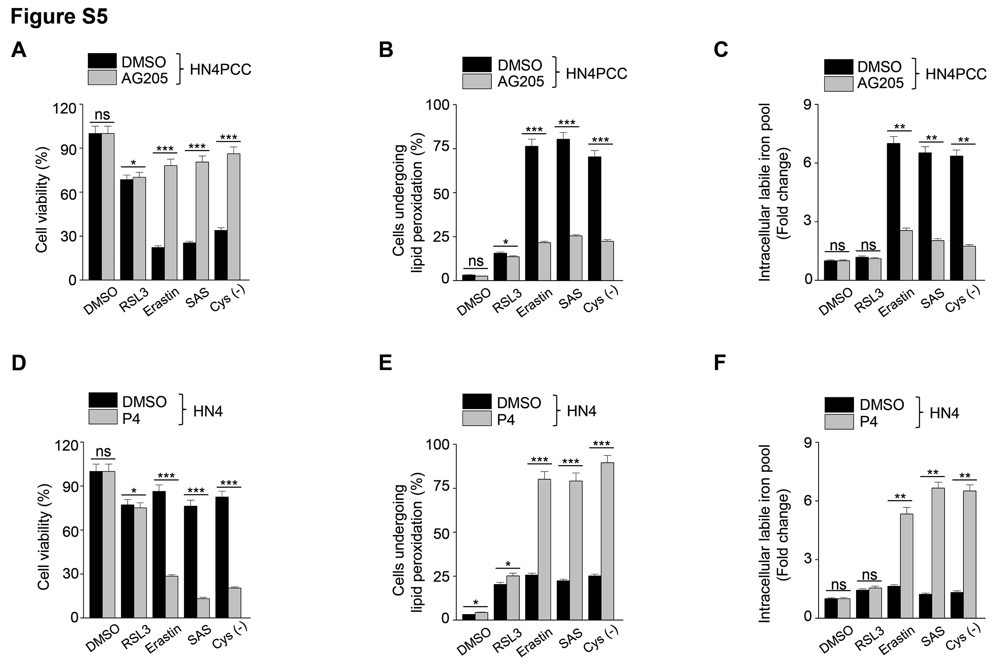 Figure S5
A
DMSO
AG205
HN4PCC
Cell viability (%)
120
90
60
30
0
ns
*
***
***
***
DMSO
RSL3
Erastin
SAS
Cys (-)
B
DMSO
AG205
HN4PCC
Cells undergoing
lipid peroxidation (%)
100
75
50
25
0
ns
*
***
***
***
DMSO
RSL3
Erastin
SAS
Cys (-)
C
DMSO
AG205
HN4PCC
Intracellular labile iron pool
(Fold change)
9
6
3
0
ns
ns
**
**
**
DMSO
RSL3
Erastin
SAS
Cys (-)
D
DMSO
P4
HN4
Cell viability (%)
120
90
60
30
0
ns
*
***
***
***
DMSO
RSL3
Erastin
SAS
Cys (-)
E
DMSO
P4
HN4
Cells undergoing
lipid peroxidation (%)
100
75
50
25
0
*
*
***
***
***
DMSO
RSL3
Erastin
SAS
Cys (-)
F
DMSO
P4
HN4
Intracellular labile iron pool
(Fold change)
9
6
3
0
ns
ns
**
**
**
DMSO
RSL3
Erastin
SAS
Cys (-)